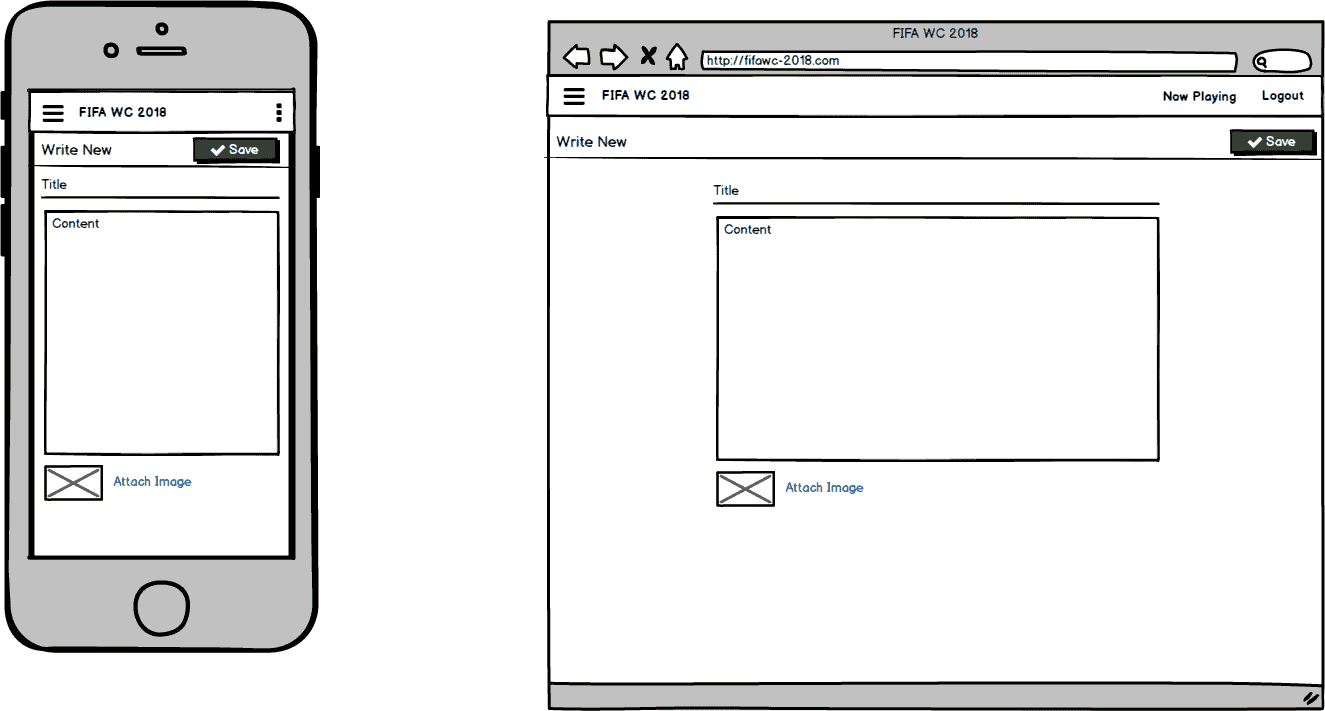 FIFA WC 2018
Write New
Save
Title
Content
Attach Image
FIFA WC 2018
http://fifawc-2018.com
FIFA WC 2018
Now Playing
Logout
Write New
Save
Title
Content
Attach Image